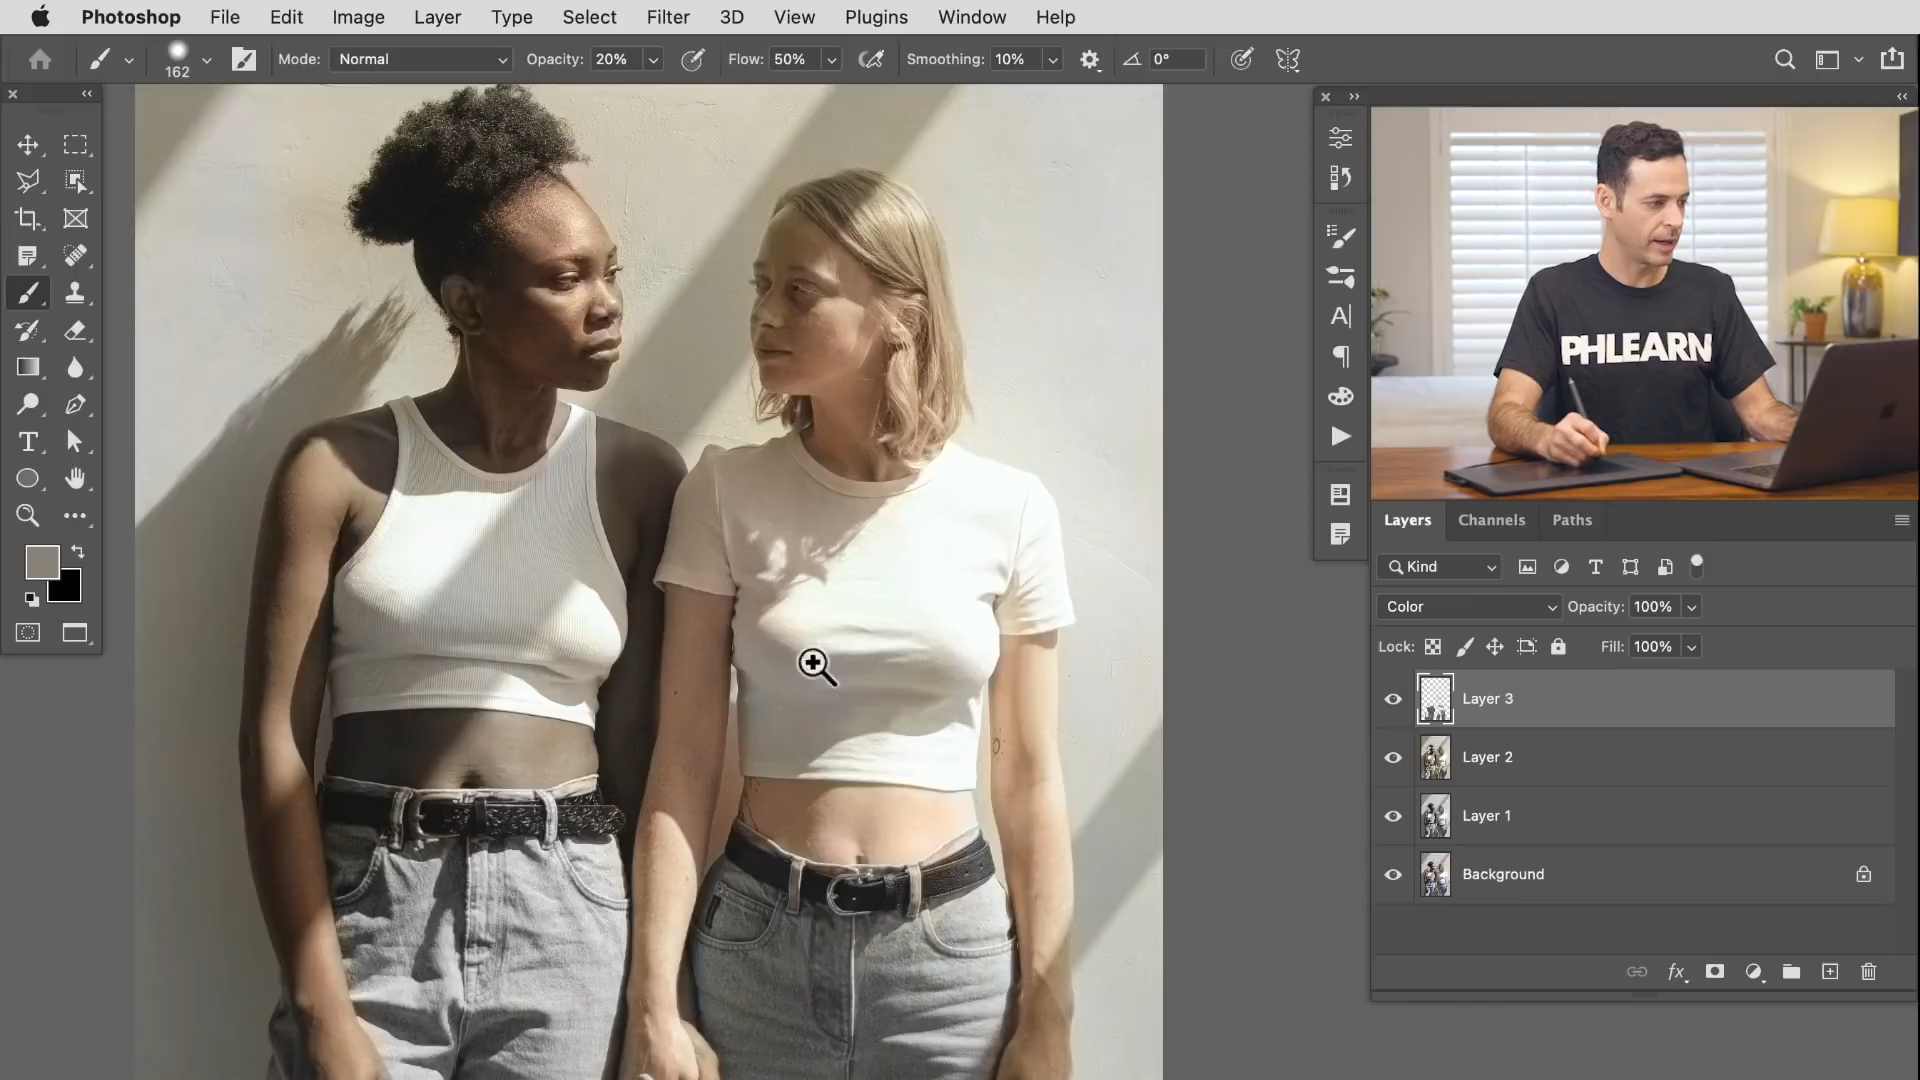 Photoshop File Edit Image Layer Type Select Filter 3D View Plugins Window Help
162 Mode: Normal Opacity: 20% Flow: 50% Smoothing: 10% 0°
PHLEARN
Layers Channels Paths
Kind
Color Opacity: 100%
Lock: Fill: 100%
Layer 3
Layer 2
Layer 1
Background
fx